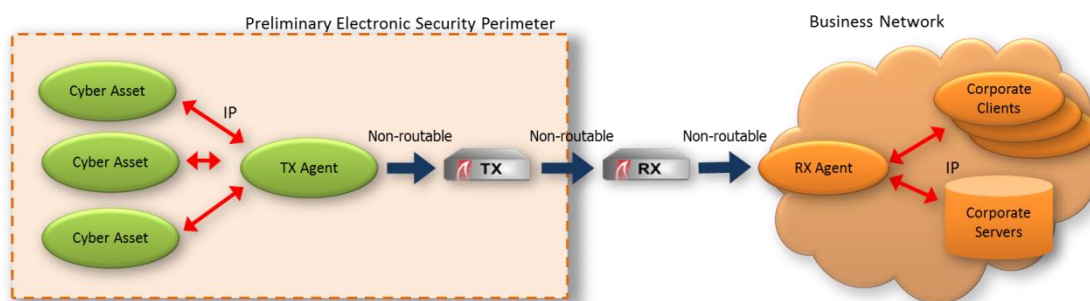 Preliminary Electronic Security Perimeter
Business Network
Cyber Asset
IP
Cyber Asset
Cyber Asset
TX Agent
Non-routable
TX
Non-routable
RX
Non-routable
RX Agent
IP
Corporate
Clients
Corporate
Servers